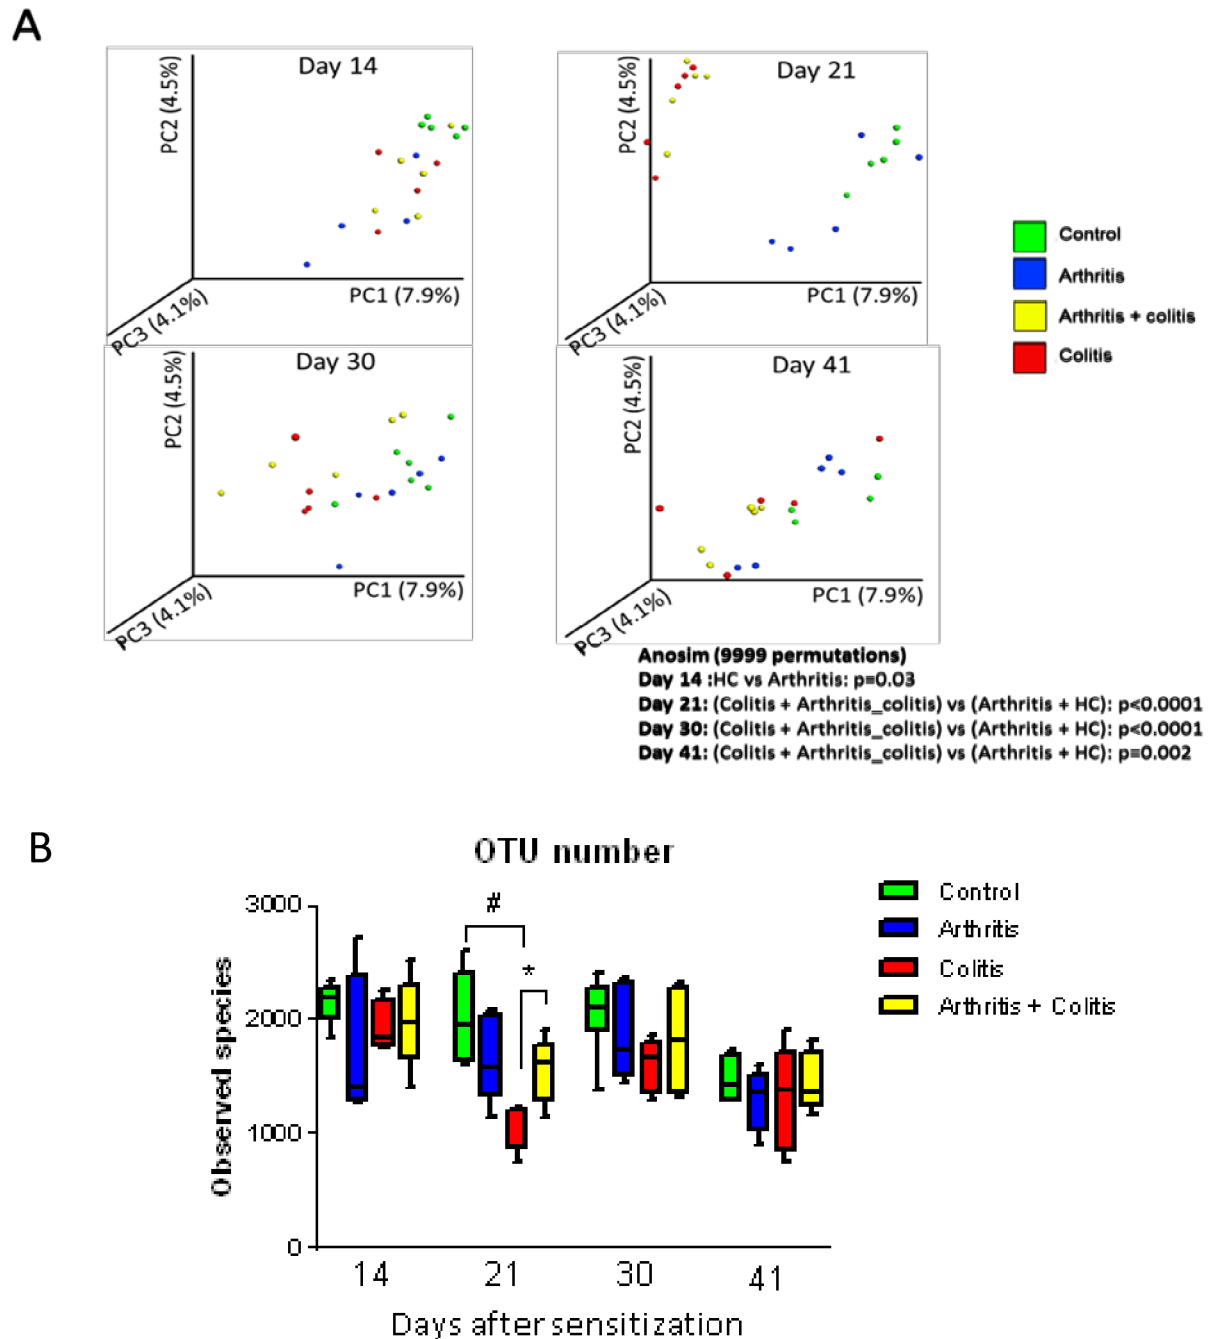 A
Day 14
PC2 (4.5%)
PC1 (7.9%)
PC3 (4.1%)
Day 21
PC2 (4.5%)
PC1 (7.9%)
PC3 (4.1%)
Control
Arthritis
Arthritis + colitis
Colitis
Day 30
PC2 (4.5%)
PC1 (7.9%)
PC3 (4.1%)
Day 41
PC2 (4.5%)
PC1 (7.9%)
PC3 (4.1%)
Anosim (9999 permutations)
Day 14 :HC vs Arthritis: p=0.03
Day 21: (Colitis + Arthritis_colitis) vs (Arthritis + HC): p<0.0001
Day 30: (Colitis + Arthritis_colitis) vs (Arthritis + HC): p<0.0001
Day 41: (Colitis + Arthritis_colitis) vs (Arthritis + HC): p=0.002
B
OTU number
Observed species
3000
2000
1000
0
#
*
14 21 30 41
Days after sensitization
Control
Arthritis
Colitis
Arthritis + Colitis